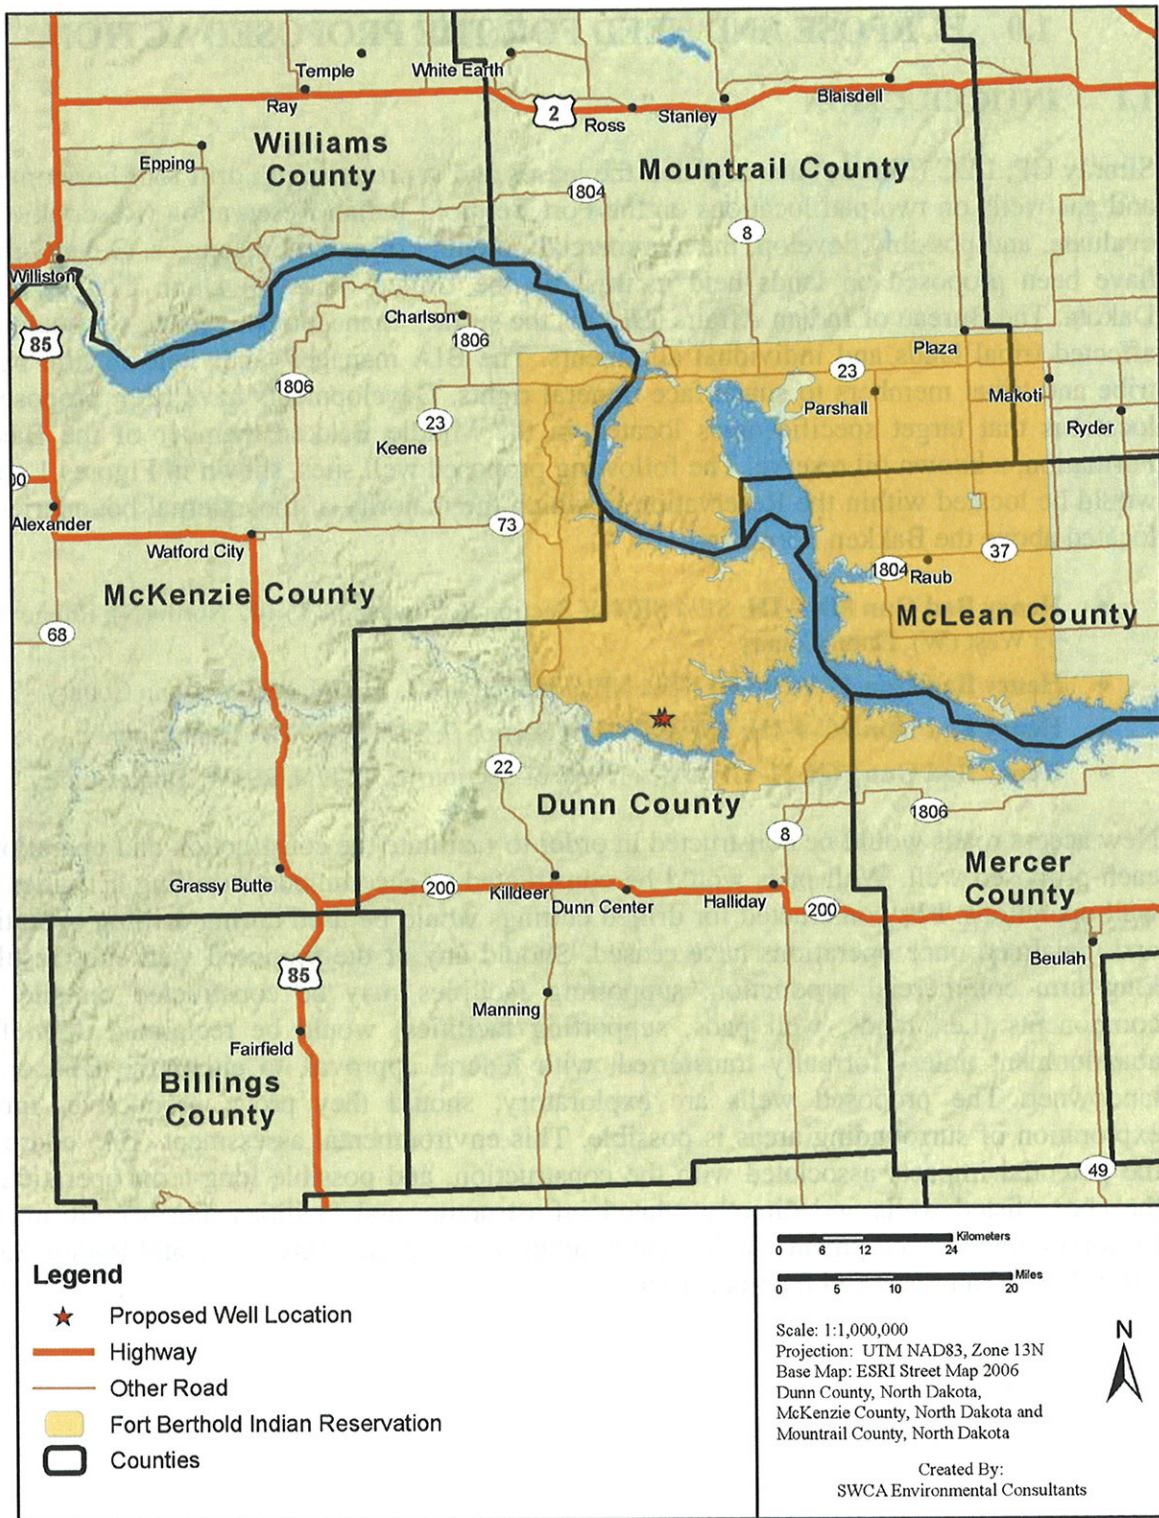 Temple
White Earth
Ray
2
Ross
Stanley
Blaisdell
Williams
County
Epping
Mountrail County
1804
8
Williston
85
Charlson
1806
1806
Plaza
23
Parshall
Makoti
Ryder
23
Keene
Alexander
Watford City
73
37
1804
Raub
McKenzie County
McLean County
68
22
Dunn County
8
1806
Mercer
County
Grassy Butte
200
Killdeer
Dunn Center
Halliday
200
Beulah
85
Manning
Fairfield
Billings
County
49
Legend
Proposed Well Location
Highway
Other Road
Fort Berthold Indian Reservation
Counties
Kilometers
0 6 12 24
Miles
0 5 10 20
Scale: 1:1,000,000
Projection: UTM NAD83, Zone 13N
Base Map: ESRI Street Map 2006
Dunn County, North Dakota,
McKenzie County, North Dakota and
Mountrail County, North Dakota
N
Created By:
SWCA Environmental Consultants